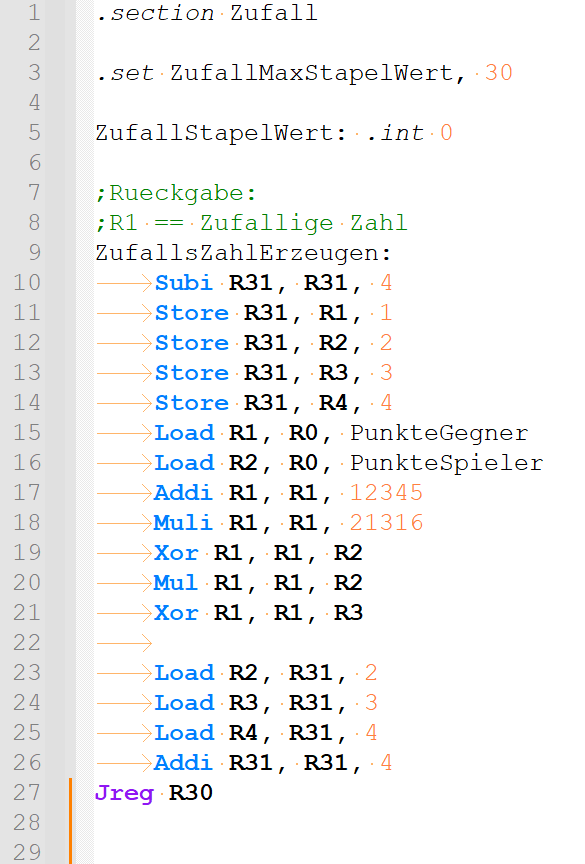 1 .section Zufall
2
3 .set ZufallMaxStapelWert, 30
4
5 ZufallStapelWert: .int 0
6
7 ;Rueckgabe:
8 ;R1 == Zufallige Zahl
9 ZufallsZahlErzeugen:
10 Subi R31, R31, 4
11 Store R31, R1, 1
12 Store R31, R2, 2
13 Store R31, R3, 3
14 Store R31, R4, 4
15 Load R1, R0, PunkteGegner
16 Load R2, R0, PunkteSpieler
17 Addi R1, R1, 12345
18 Muli R1, R1, 21316
19 Xor R1, R1, R2
20 Mul R1, R1, R2
21 Xor R1, R1, R3
22
23 Load R2, R31, 2
24 Load R3, R31, 3
25 Load R4, R31, 4
26 Addi R31, R31, 4
27 Jreg R30
28
29